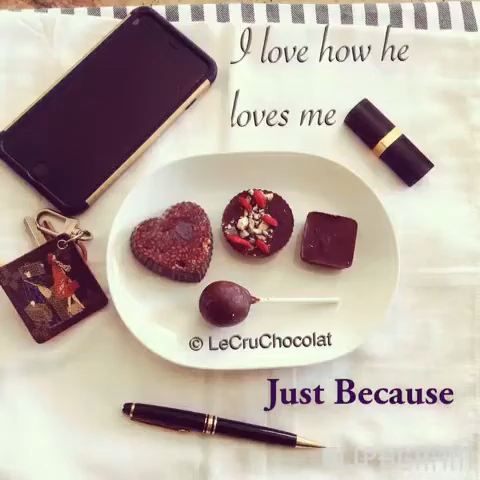 I love how he
loves me
© LeCruChocolat
Just Because